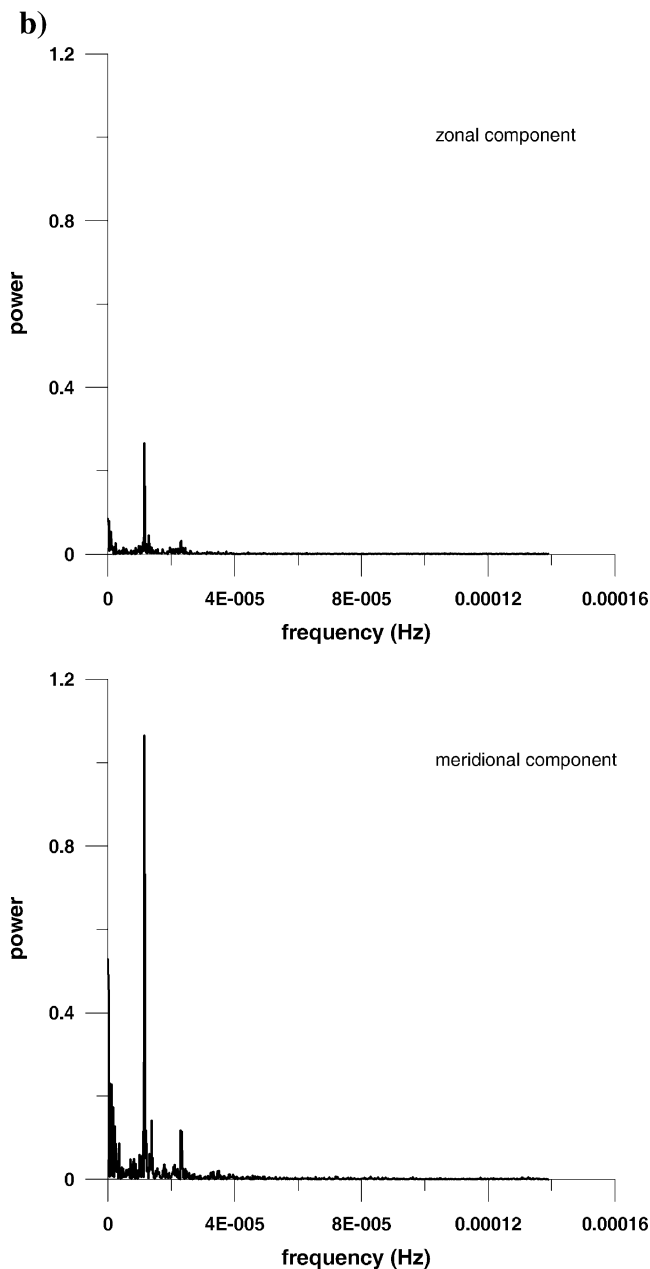 b)
1.2
zonal component
0.8
power
0.4
0
0 4E-005 8E-005 0.00012 0.00016
frequency (Hz)
1.2
meridional component
0.8
power
0.4
0
0 4E-005 8E-005 0.00012 0.00016
frequency (Hz)